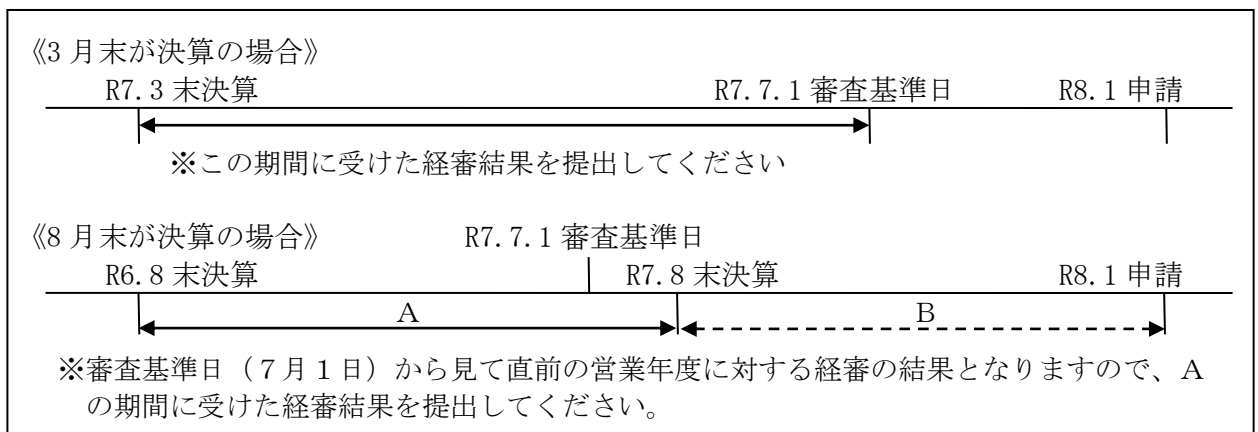 《3月末が決算の場合》
R7.3末決算 R7.7.1審査基準日 R8.1申請
※この期間に受けた経審結果を提出してください
《8月末が決算の場合》 R7.7.1審査基準日
R6.8末決算 R7.8末決算 R8.1申請
A B
※審査基準日（７月１日）から見て直前の営業年度に対する経審の結果となりますので、A
の期間に受けた経審結果を提出してください。